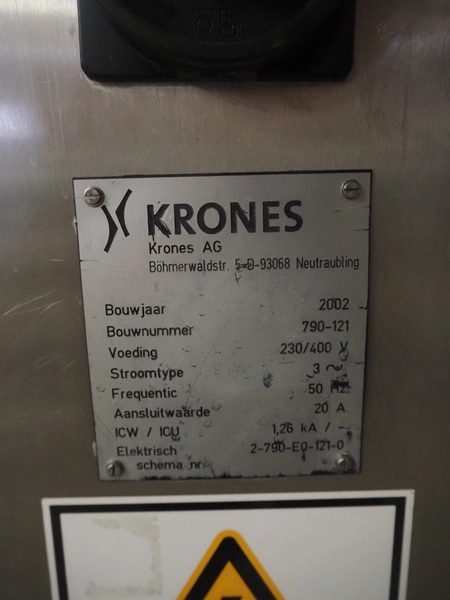 KRONES
Krones AG
Böhmerwaldstr. 5-D-93068 Neutraubling
Bouwjaar 2002
Bouwnummer 790-121
Voeding 230/400 V
Stroomtype 3 ~
Frequentic 50 Hz
Aansluitwaarde 20 A
ICW / ICU 1,26 kA / -
Elektrisch 2-790-E0-121-0
schema nr.